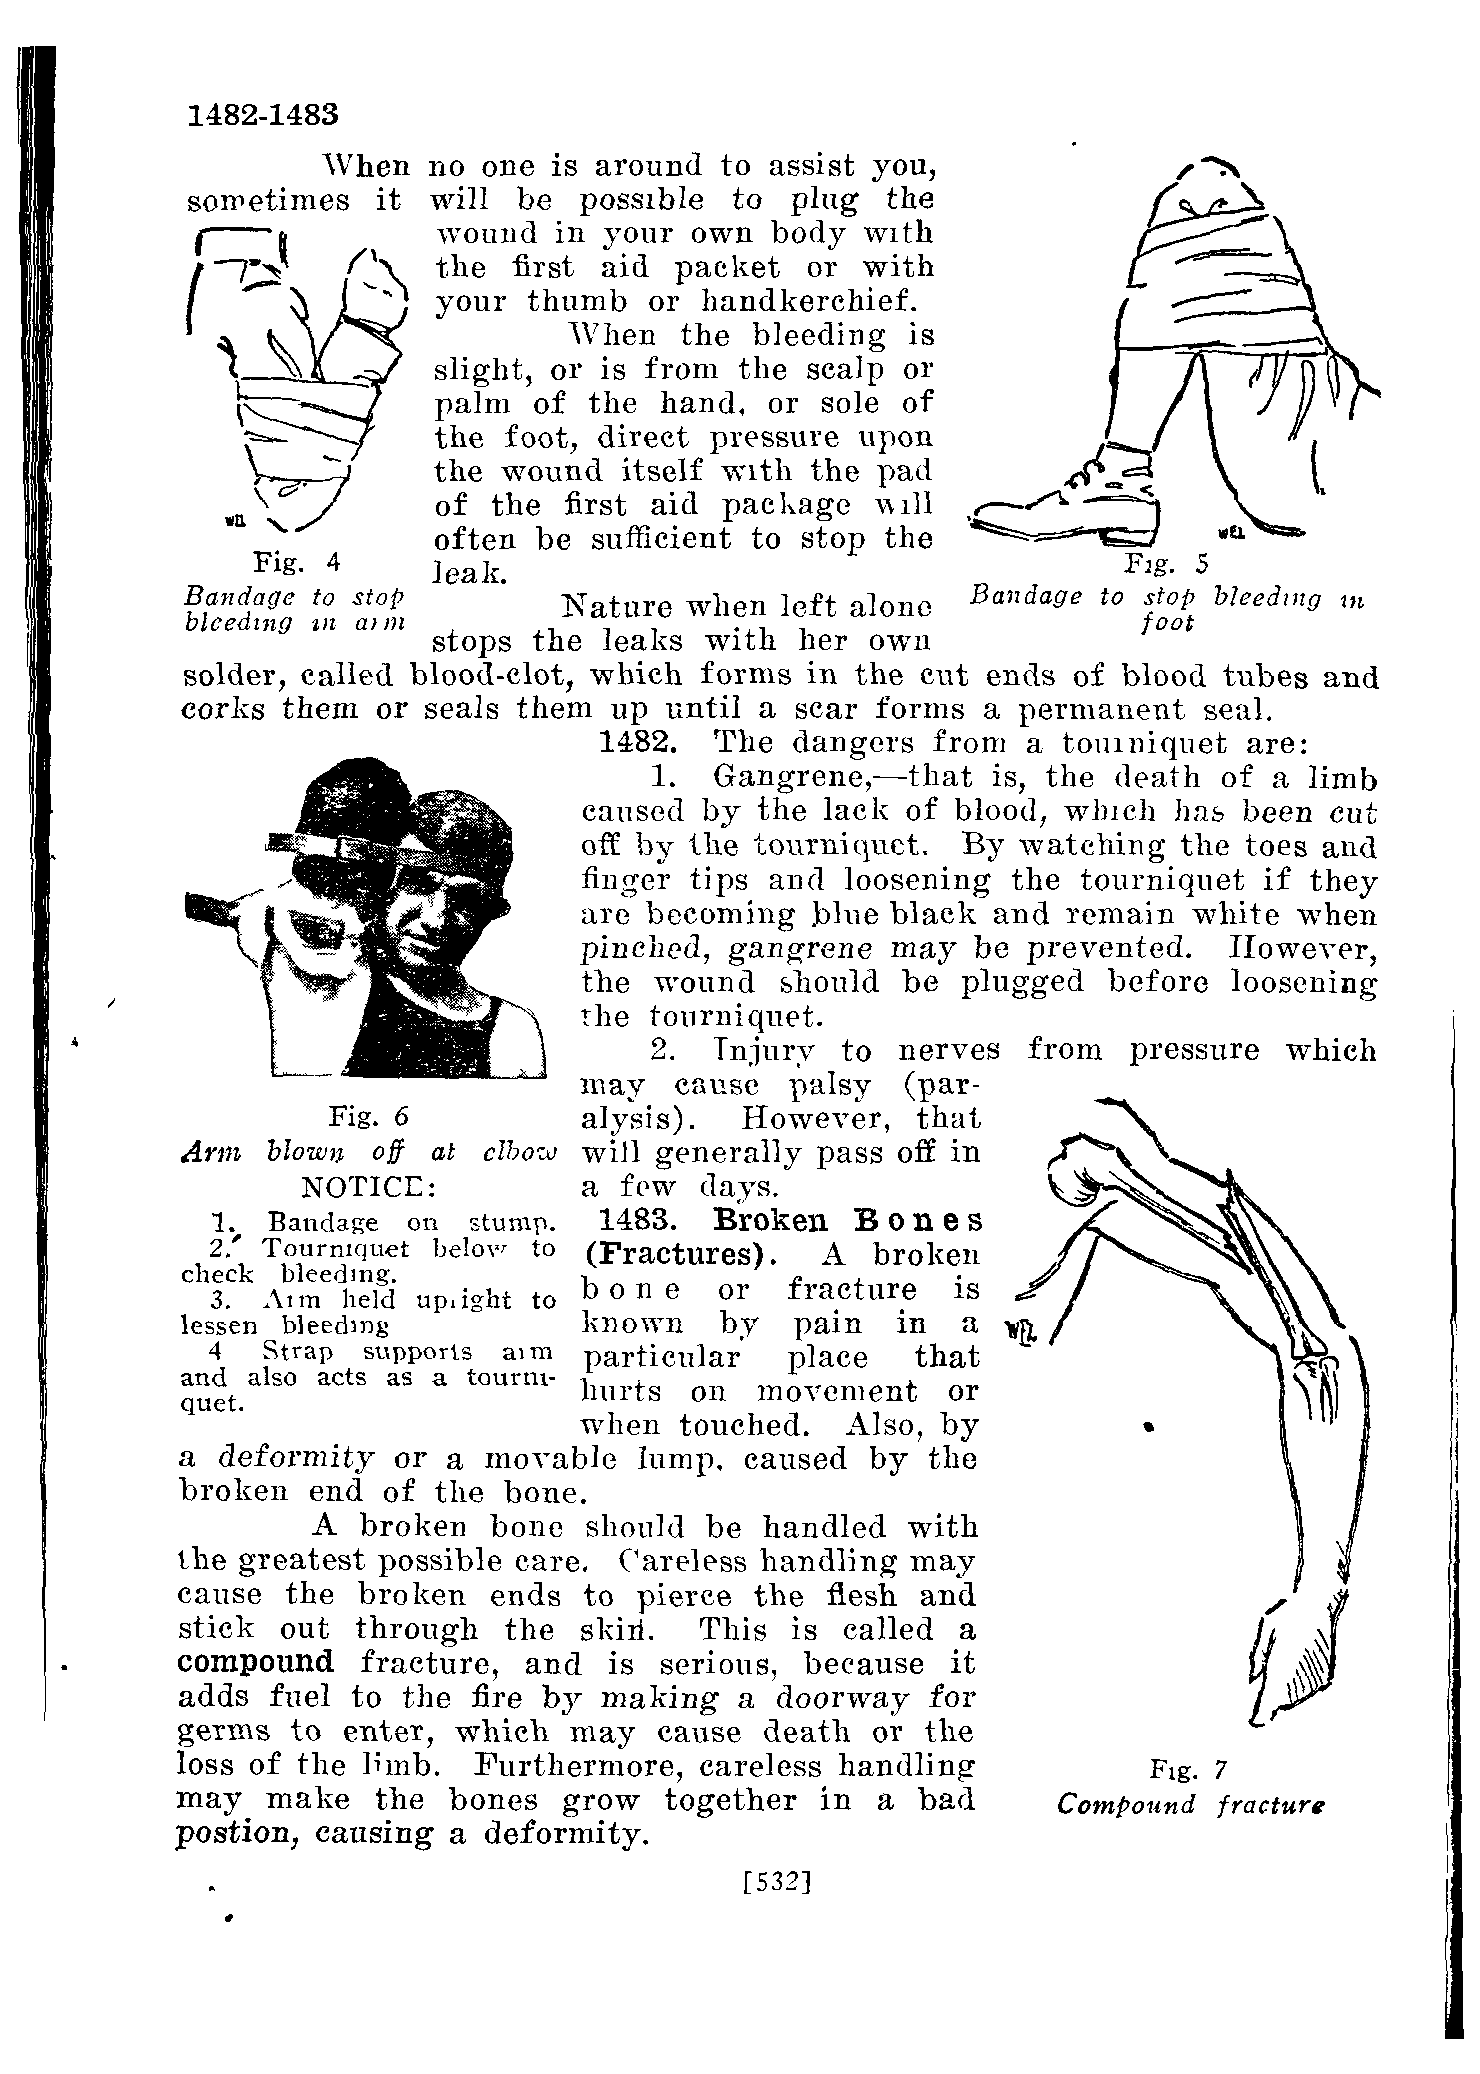 1482-1483
When no one is around to assist you,
sometimes it will be possible to plug the
wound in your own body with
the first aid packet or with
your thumb or handkerchief.
When the bleeding is
slight, or is from the scalp or
palm of the hand, or sole of
the foot, direct pressure upon
the wound itself with the pad
of the first aid package will
often be sufficient to stop the
leak.
WEL
Fig. 4
Bandage to stop
bleeding in arm
WEL
Fig. 5
Bandage to stop bleeding in
foot
Nature when left alone
stops the leaks with her own
solder, called blood-clot, which forms in the cut ends of blood tubes and
corks them or seals them up until a scar forms a permanent seal.
1482. The dangers from a tourniquet are:
1. Gangrene,—that is, the death of a limb
caused by the lack of blood, which has been cut
off by the tourniquet. By watching the toes and
finger tips and loosening the tourniquet if they
are becoming blue black and remain white when
pinched, gangrene may be prevented. However,
the wound should be plugged before loosening
the tourniquet.
2. Injury to nerves from pressure which
may cause palsy (par-
alysis). However, that
will generally pass off in
a few days.
Fig. 6
Arm blown off at elbow
NOTICE:
1. Bandage on stump.
2. Tourniquet below to
check bleeding.
3. Arm held upright to
lessen bleeding
4 Strap supports arm
and also acts as a tourni-
quet.
1483. Broken Bones
(Fractures). A broken
bone or fracture is
known by pain in a
particular place that
hurts on movement or
when touched. Also, by
a deformity or a movable lump, caused by the
broken end of the bone.
A broken bone should be handled with
the greatest possible care. Careless handling may
cause the broken ends to pierce the flesh and
stick out through the skin. This is called a
compound fracture, and is serious, because it
adds fuel to the fire by making a doorway for
germs to enter, which may cause death or the
loss of the limb. Furthermore, careless handling
may make the bones grow together in a bad
postion, causing a deformity.
WEL
Fig. 7
Compound fracture
[532]